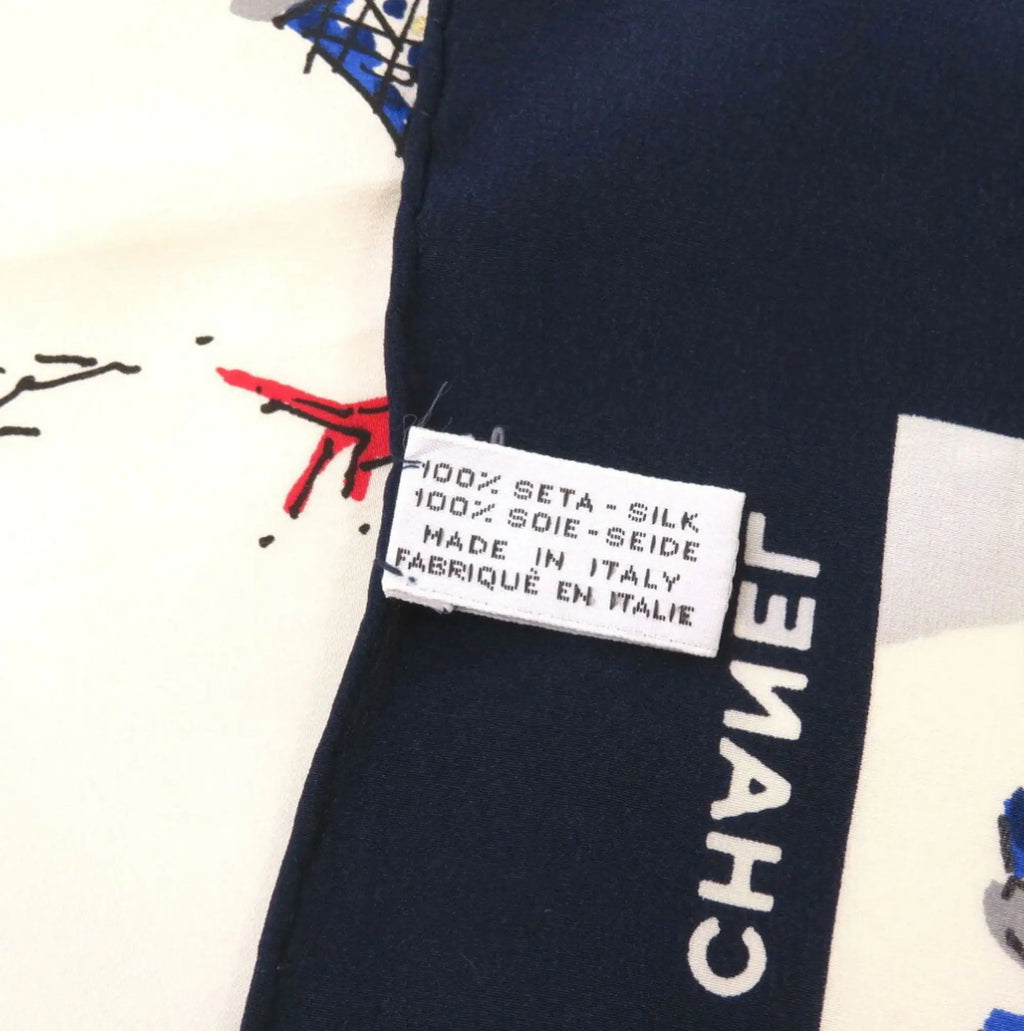 100% SETA - SILK
100% SOIE - SEIDE
MADE IN ITALY
FABRIQUÉ EN ITALIE
CHANEL